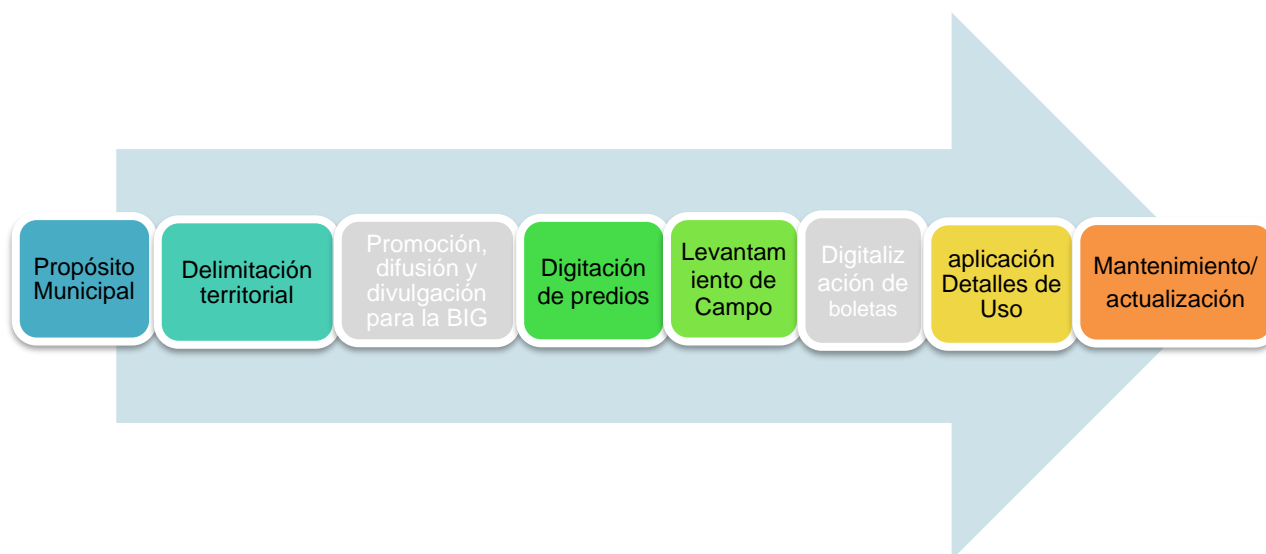 Propósito
Municipal
Delimitación
territorial
Promoción,
difusión y
divulgación
para la BIG
Digitación
de predios
Levantam
iento de
Campo
Digitaliz
ación de
boletas
aplicación
Detalles de
Uso
Mantenimiento/
actualización